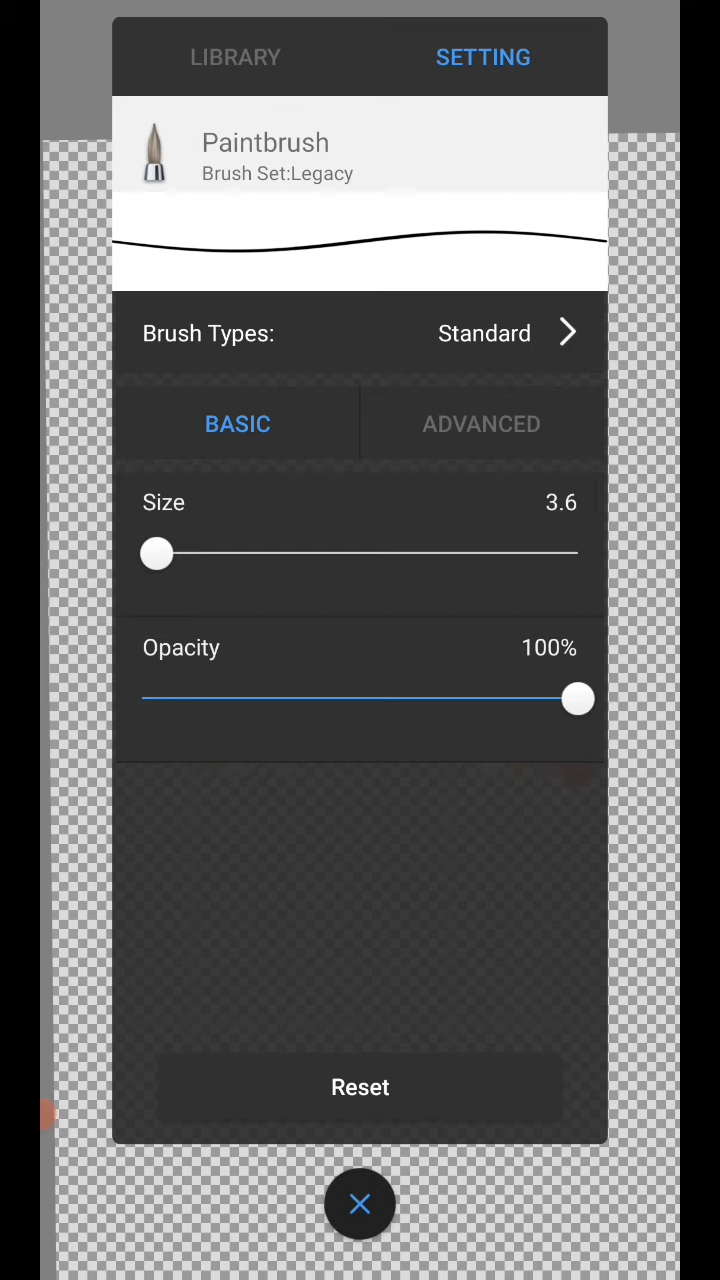 LIBRARY SETTING
Paintbrush
Brush Set:Legacy
Brush Types: Standard
BASIC ADVANCED
Size 3.6
Opacity 100%
Reset